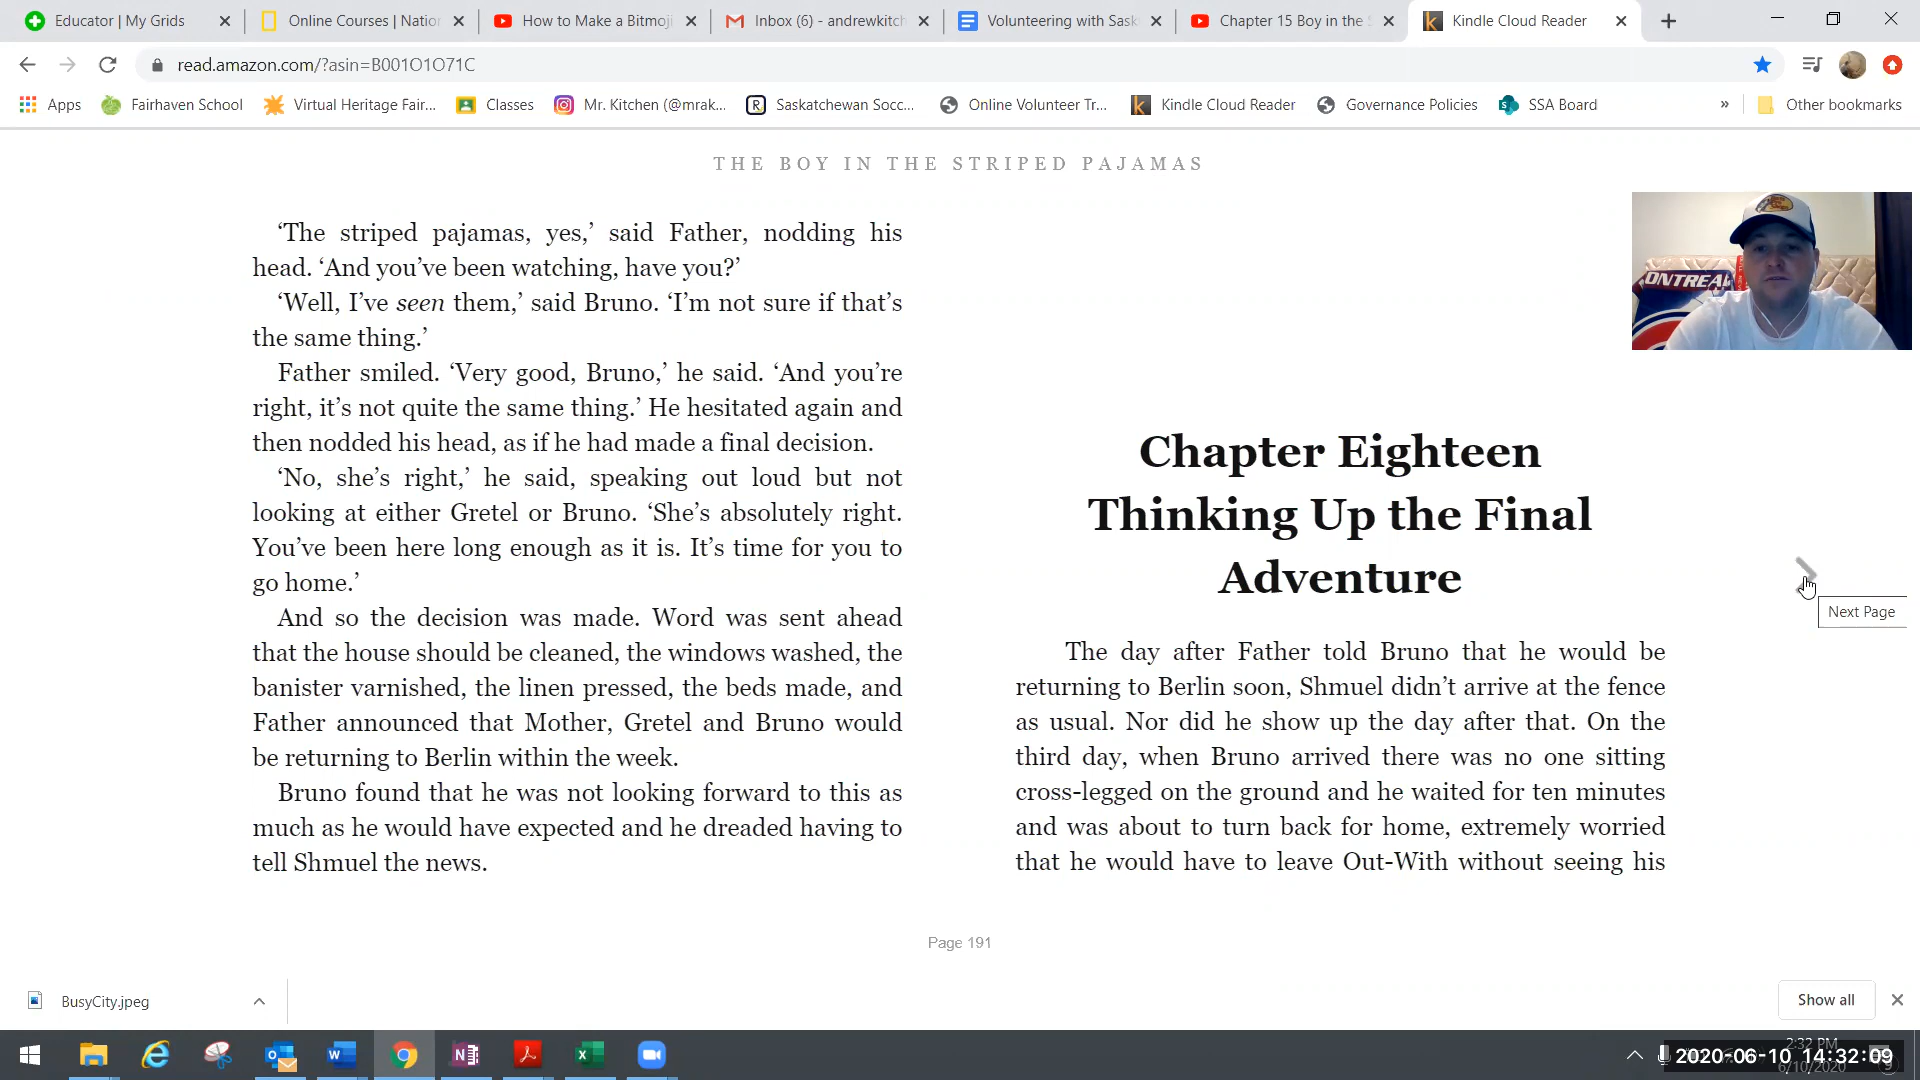 Educator | My Grids
Online Courses | Natio
How to Make a Bitmoji
Inbox (6) - andrewkitch
Volunteering with Sask
Chapter 15 Boy in the S
Kindle Cloud Reader
read.amazon.com/?asin=B001O1O71C
Apps
Fairhaven School
Virtual Heritage Fair...
Classes
Mr. Kitchen (@mrak...
Saskatchewan Socc...
Online Volunteer Tr...
Kindle Cloud Reader
Governance Policies
SSA Board
»
Other bookmarks
THE BOY IN THE STRIPED PAJAMAS
‘The striped pajamas, yes,’ said Father, nodding his
head. ‘And you’ve been watching, have you?’
‘Well, I’ve seen them,’ said Bruno. ‘I’m not sure if that’s
the same thing.’
Father smiled. ‘Very good, Bruno,’ he said. ‘And you’re
right, it’s not quite the same thing.’ He hesitated again and
then nodded his head, as if he had made a final decision.
‘No, she’s right,’ he said, speaking out loud but not
looking at either Gretel or Bruno. ‘She’s absolutely right.
You’ve been here long enough as it is. It’s time for you to
go home.’
And so the decision was made. Word was sent ahead
that the house should be cleaned, the windows washed, the
banister varnished, the linen pressed, the beds made, and
Father announced that Mother, Gretel and Bruno would
be returning to Berlin within the week.
Bruno found that he was not looking forward to this as
much as he would have expected and he dreaded having to
tell Shmuel the news.
ONTREAL
Chapter Eighteen
Thinking Up the Final
Adventure
Next Page
The day after Father told Bruno that he would be
returning to Berlin soon, Shmuel didn’t arrive at the fence
as usual. Nor did he show up the day after that. On the
third day, when Bruno arrived there was no one sitting
cross-legged on the ground and he waited for ten minutes
and was about to turn back for home, extremely worried
that he would have to leave Out-With without seeing his
Page 191
BusyCity.jpeg
Show all
2:32 PM
2020-06-10 14:32:09
6/10/2020